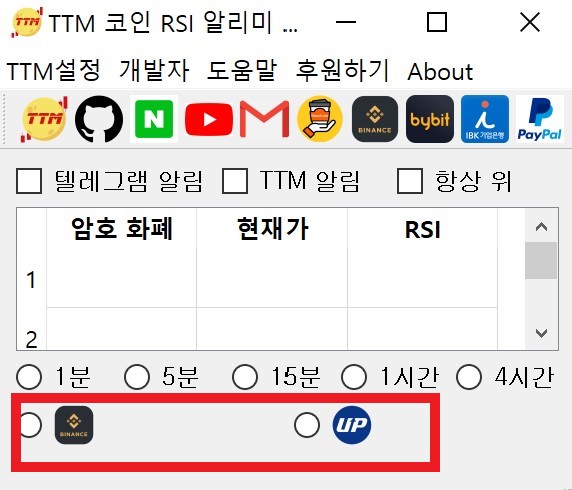 TTM TTM 코인 RSI 알리미 ...
TTM설정 개발자 도움말 후원하기 About
TTM N BINANCE bybit i IBK기업은행 PayPal
텔레그램 알림 TTM 알림 항상 위
암호 화폐 현재가 RSI
1
2
1분 5분 15분 1시간 4시간
BINANCE UP